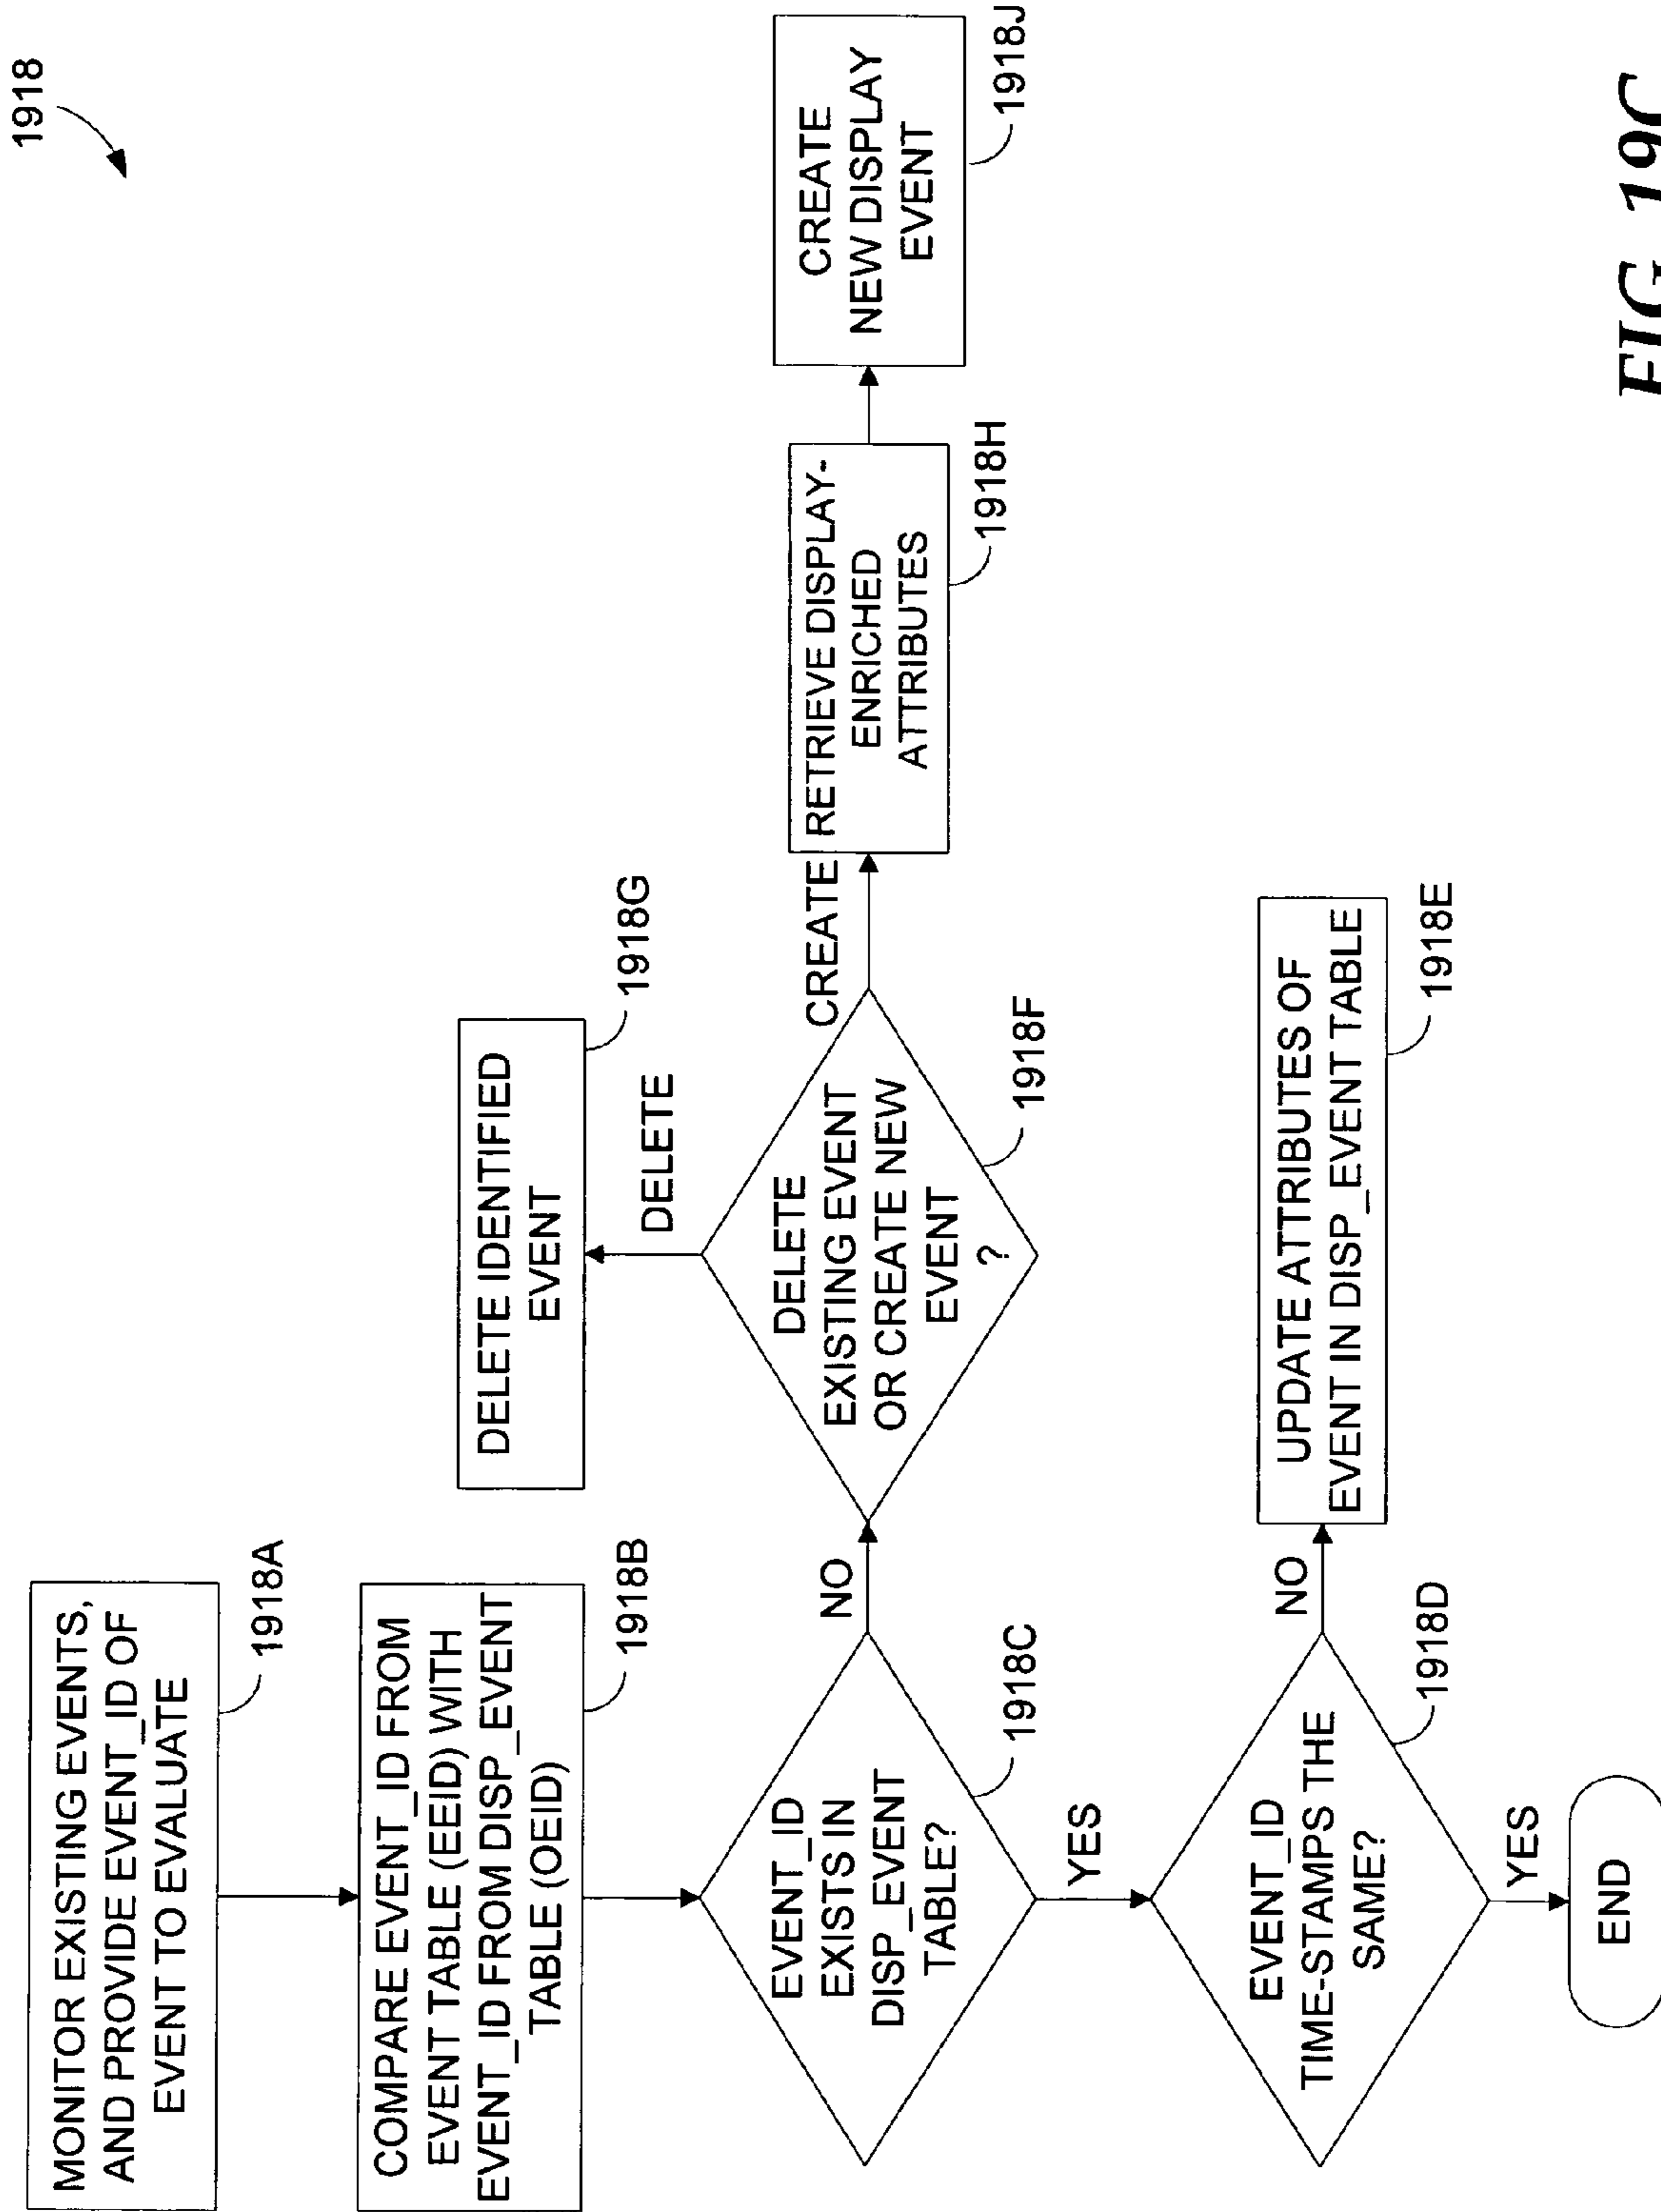 1918
MONITOR EXISTING EVENTS,
AND PROVIDE EVENT_ID OF
EVENT TO EVALUATE
1918A
COMPARE EVENT_ID FROM
EVENT TABLE (EEID) WITH
EVENT_ID FROM DISP_EVENT
TABLE (OEID)
1918B
EVENT_ID
EXISTS IN
DISP_EVENT
TABLE?
1918C
NO
YES
DELETE
EXISTING EVENT
OR CREATE NEW
EVENT
?
1918F
DELETE
DELETE IDENTIFIED
EVENT
1918G
CREATE
RETRIEVE DISPLAY-
ENRICHED
ATTRIBUTES
1918H
CREATE
NEW DISPLAY
EVENT
1918J
EVENT_ID
TIME-STAMPS THE
SAME?
1918D
NO
UPDATE ATTRIBUTES OF
EVENT IN DISP_EVENT TABLE
1918E
YES
END
FIG. 19C